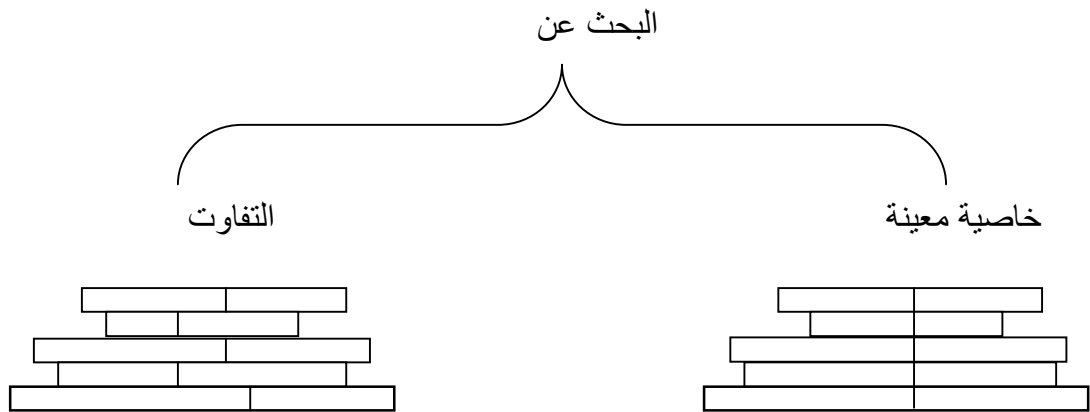 البحث عن
خاصية معينة
التفاوت